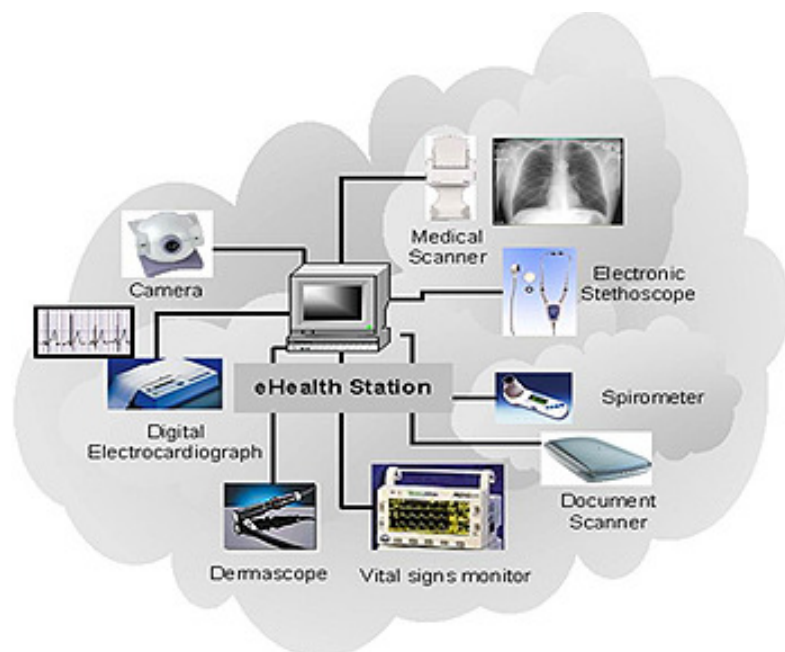 Medical
Scanner
Camera
Electronic
Stethoscope
eHealth Station
Spirometer
Digital
Electrocardiograph
Document
Scanner
Dermascope
Vital signs monitor